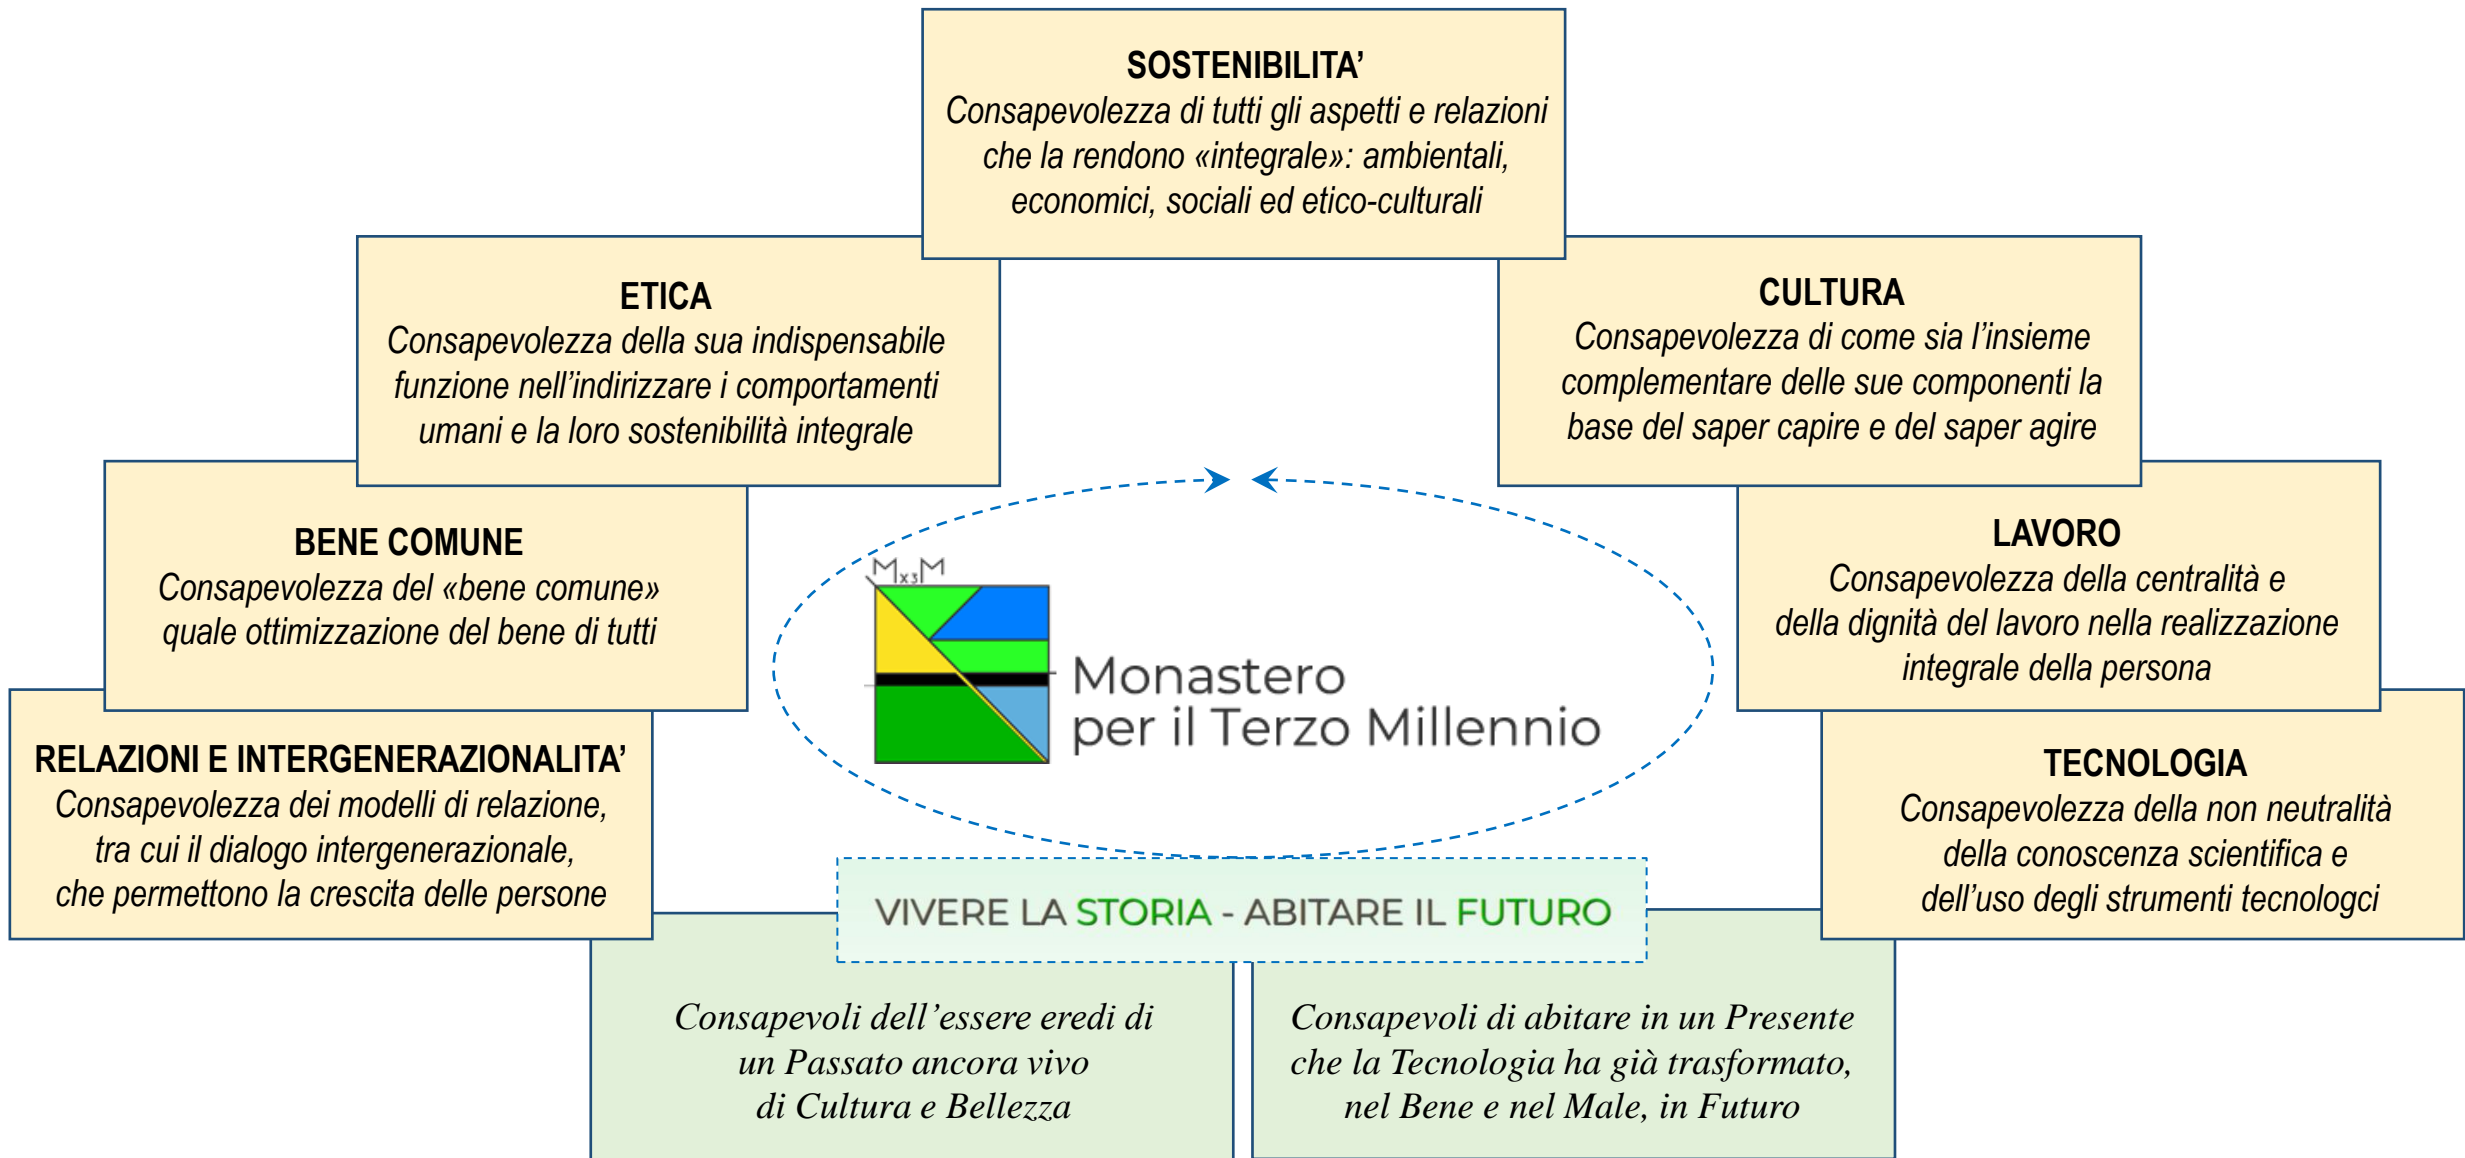 SOSTENIBILITA’
Consapevolezza di tutti gli aspetti e relazioni
che la rendono «integrale»: ambientali,
economici, sociali ed etico-culturali
ETICA
Consapevolezza della sua indispensabile
funzione nell’indirizzare i comportamenti
umani e la loro sostenibilità integrale
CULTURA
Consapevolezza di come sia l’insieme
complementare delle sue componenti la
base del saper capire e del saper agire
BENE COMUNE
Consapevolezza del «bene comune»
quale ottimizzazione del bene di tutti
LAVORO
Consapevolezza della centralità e
della dignità del lavoro nella realizzazione
integrale della persona
Mx3M
Monastero
per il Terzo Millennio
RELAZIONI E INTERGENERAZIONALITA’
Consapevolezza dei modelli di relazione,
tra cui il dialogo intergenerazionale,
che permettono la crescita delle persone
TECNOLOGIA
Consapevolezza della non neutralità
della conoscenza scientifica e
dell’uso degli strumenti tecnologci
VIVERE LA STORIA - ABITARE IL FUTURO
Consapevoli dell’essere eredi di
un Passato ancora vivo
di Cultura e Bellezza
Consapevoli di abitare in un Presente
che la Tecnologia ha già trasformato,
nel Bene e nel Male, in Futuro